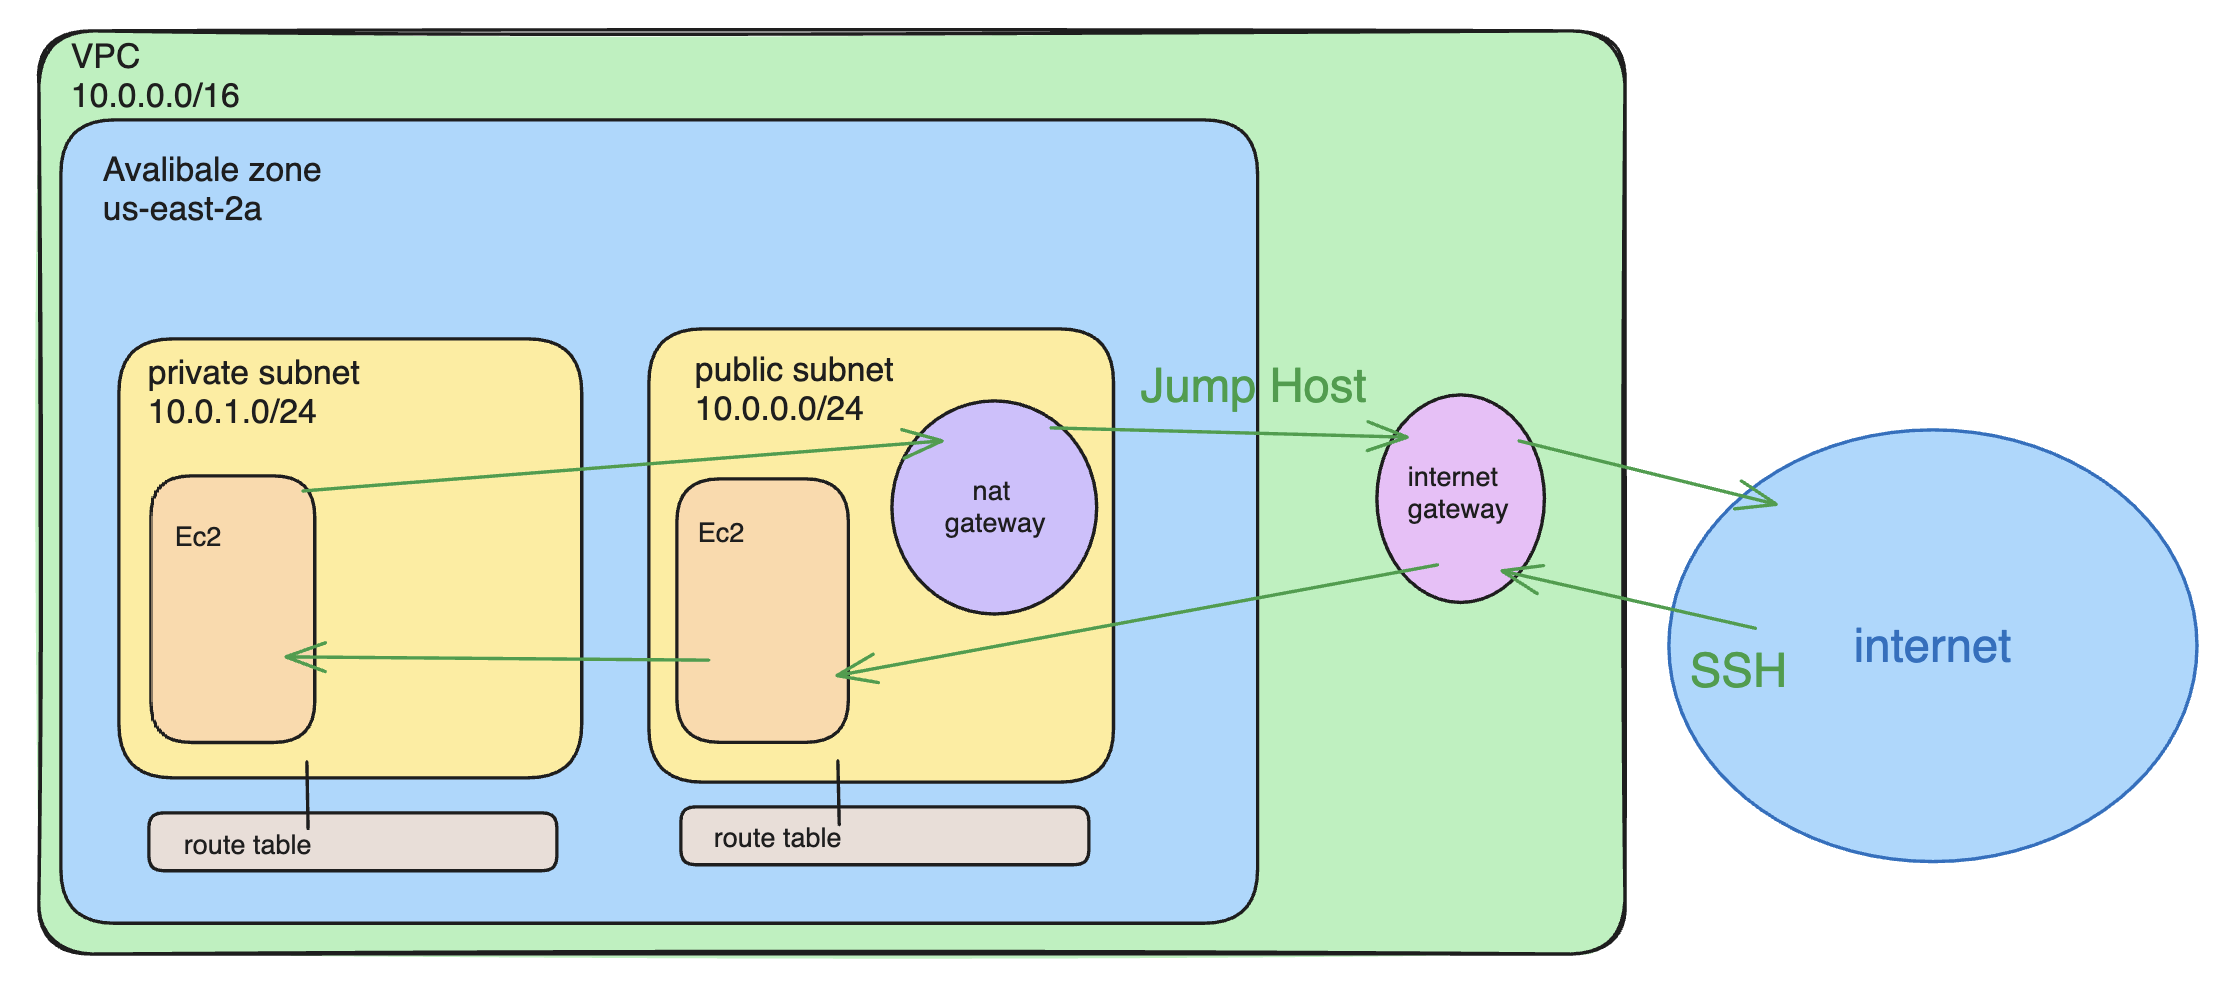 VPC
10.0.0.0/16
Avalibale zone
us-east-2a
private subnet
10.0.1.0/24
public subnet
10.0.0.0/24
Jump Host
Ec2
Ec2
nat
gateway
internet
gateway
SSH
internet
route table
route table